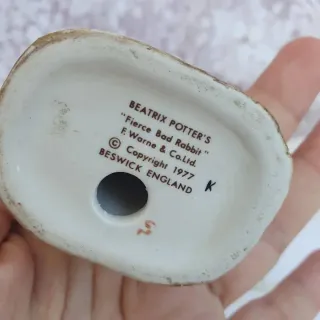 BEATRIX POTTER'S
"Fierce Bad Rabbit"
F. Warne & Co. Ltd.
© Copyright 1977
BESWICK ENGLAND
K
S